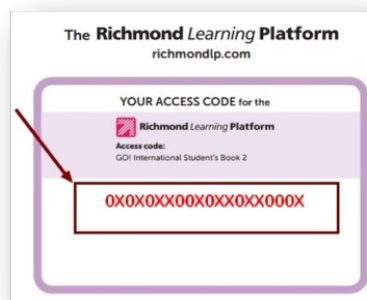 The Richmond Learning Platform
richmondlp.com
YOUR ACCESS CODE for the
Richmond Learning Platform
Access code:
GO! International Student's Book 2
0X0X0XX00X0XX0XX000X